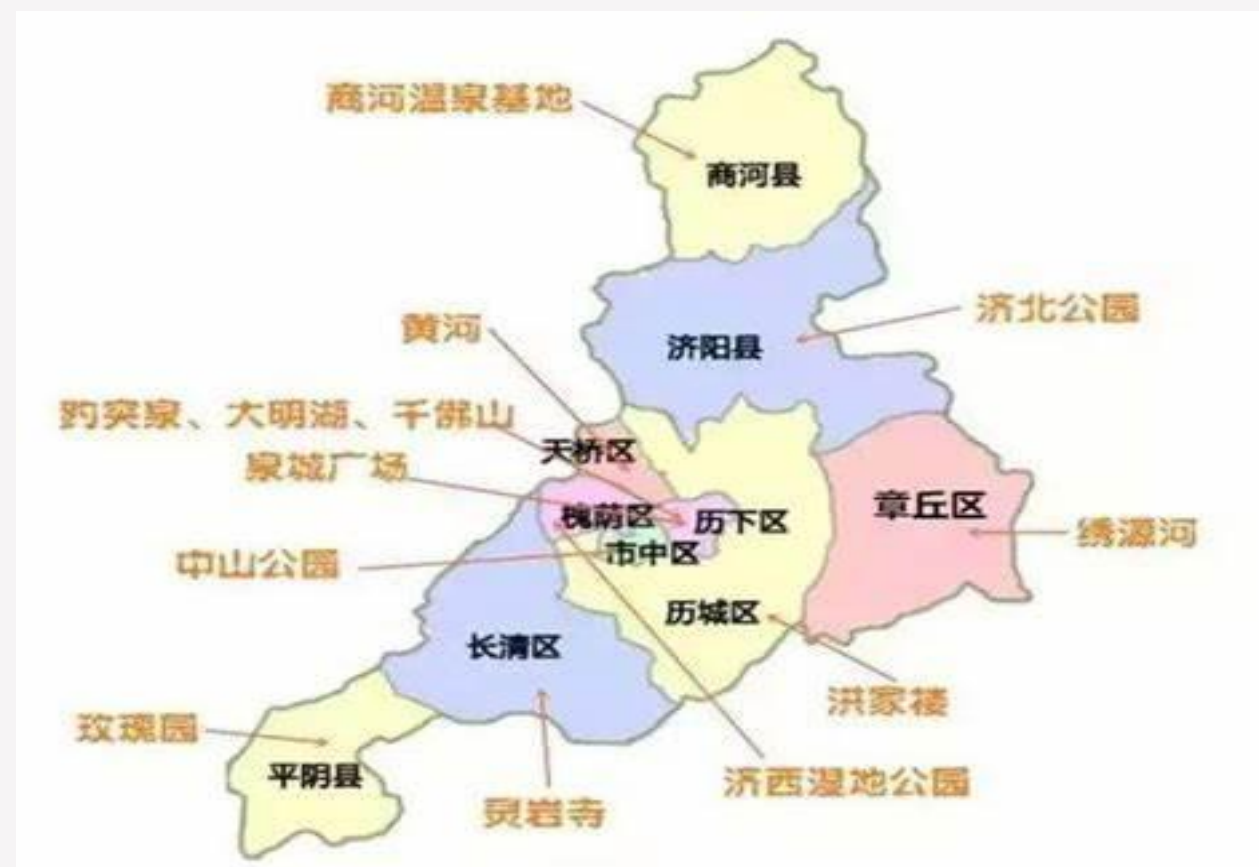 商河温泉基地
商河县
济北公园
黄河
济阳县
趵突泉、大明湖、千佛山
天桥区
泉城广场
章丘区
槐荫区
历下区
绣源河
市中区
中山公园
历城区
长清区
洪家楼
玫瑰园
平阴县
济西湿地公园
灵岩寺